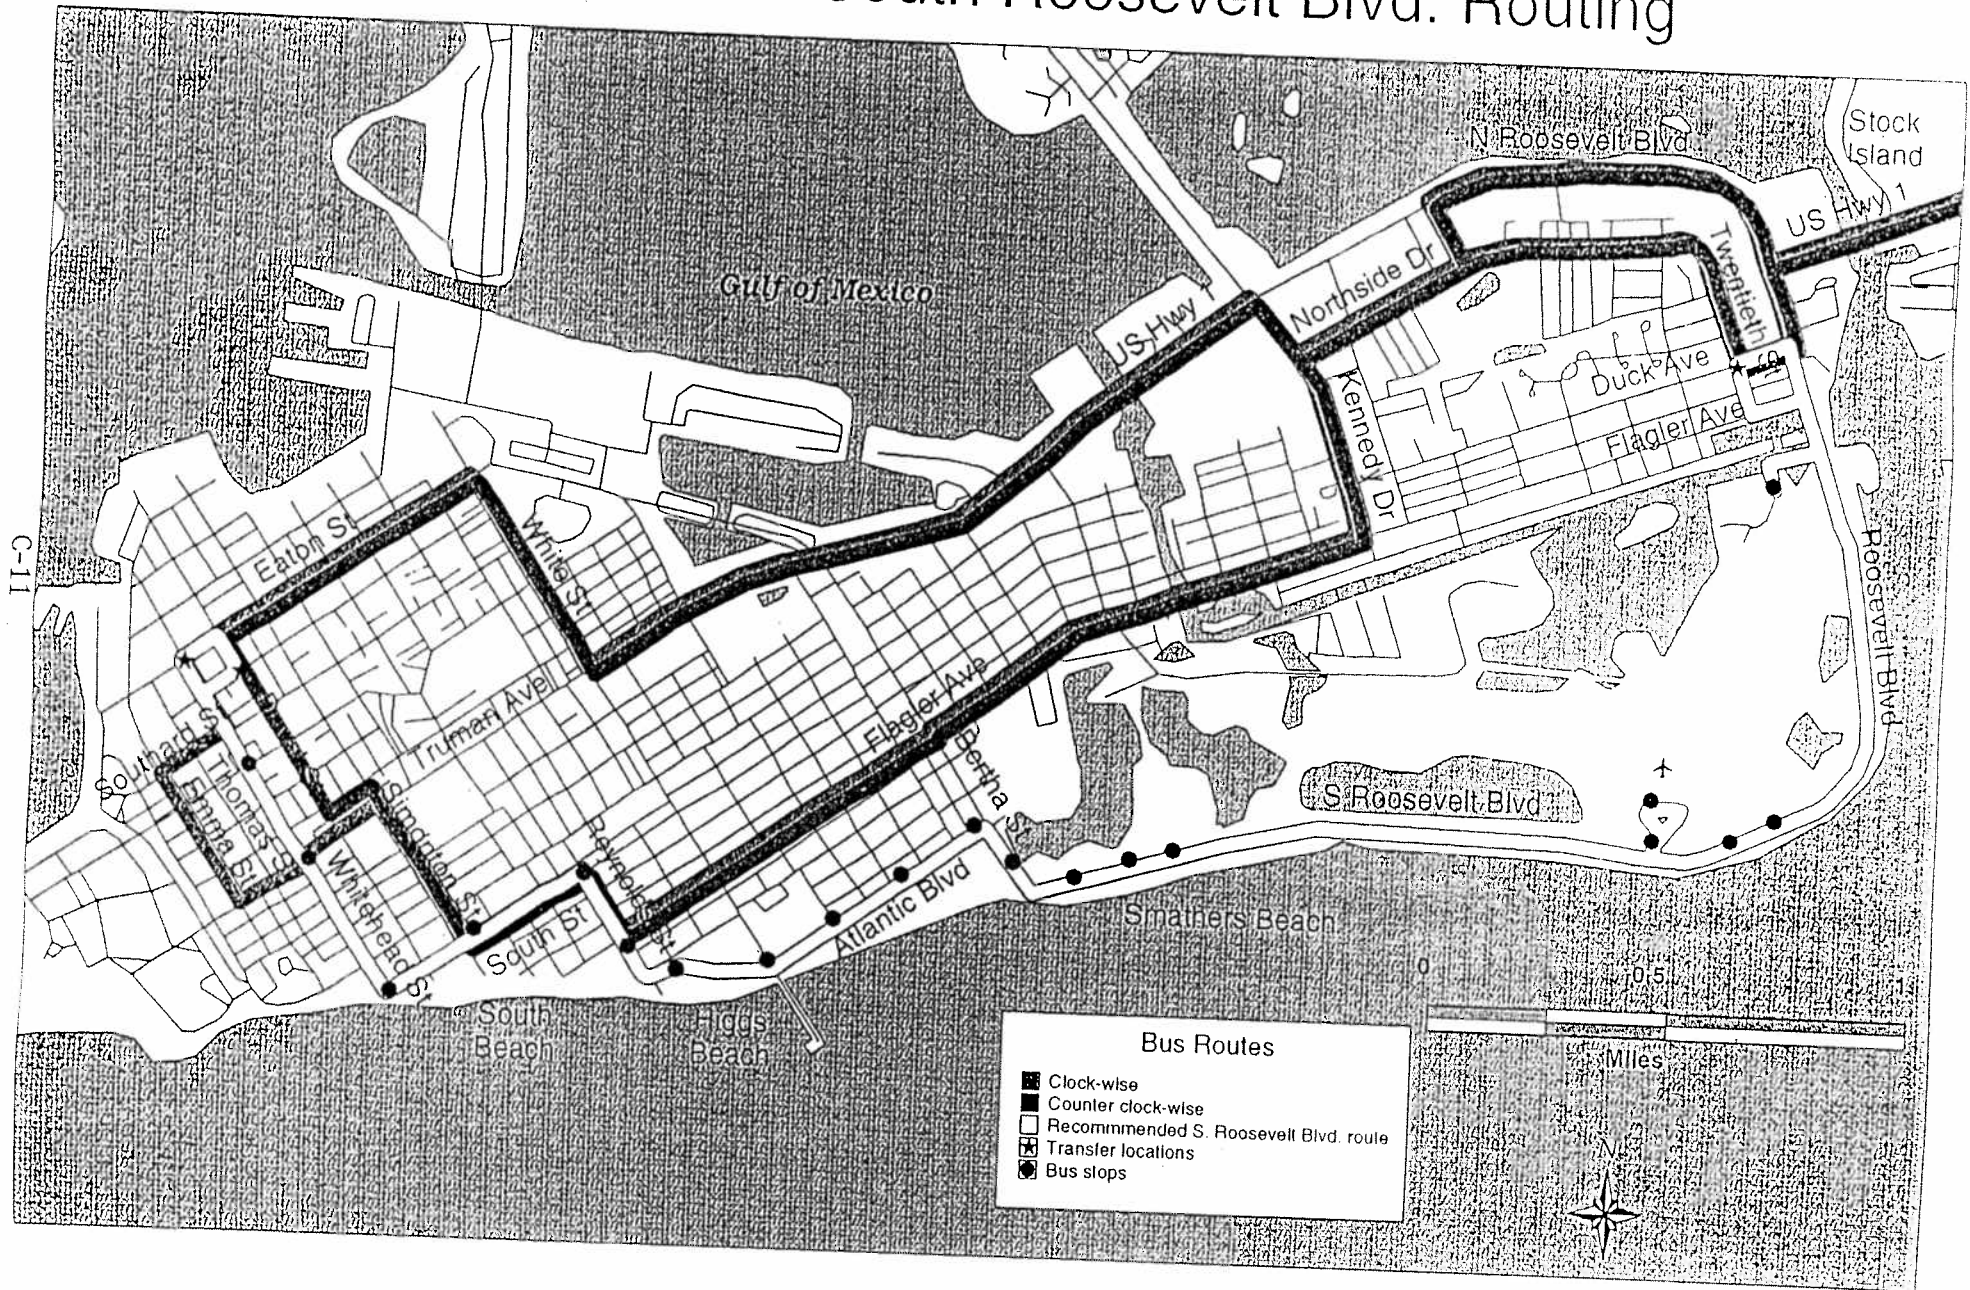 South Roosevelt Blvd. Routing
N Roosevelt Blvd
Stock
Island
US Hwy 1
Gulf of Mexico
Northside Dr
Twentieth
US Hwy 1
Duck Ave
Kennedy Dr
Flagler Ave
Eaton St
White St
C-11
Roosevelt Blvd
Truman Ave
Flagler Ave
Southard St
Duval St
Thomas St
Emma St
Simonton St
Bertha St
S Roosevelt Blvd
Reynolds St
Whitehead St
Atlantic Blvd
South St
Smathers Beach
South
Beach
Higgs
Beach
0
0.5
1
Miles
Bus Routes
Clock-wise
Counter clock-wise
Recommmended S. Roosevelt Blvd. route
Transfer locations
Bus stops
N